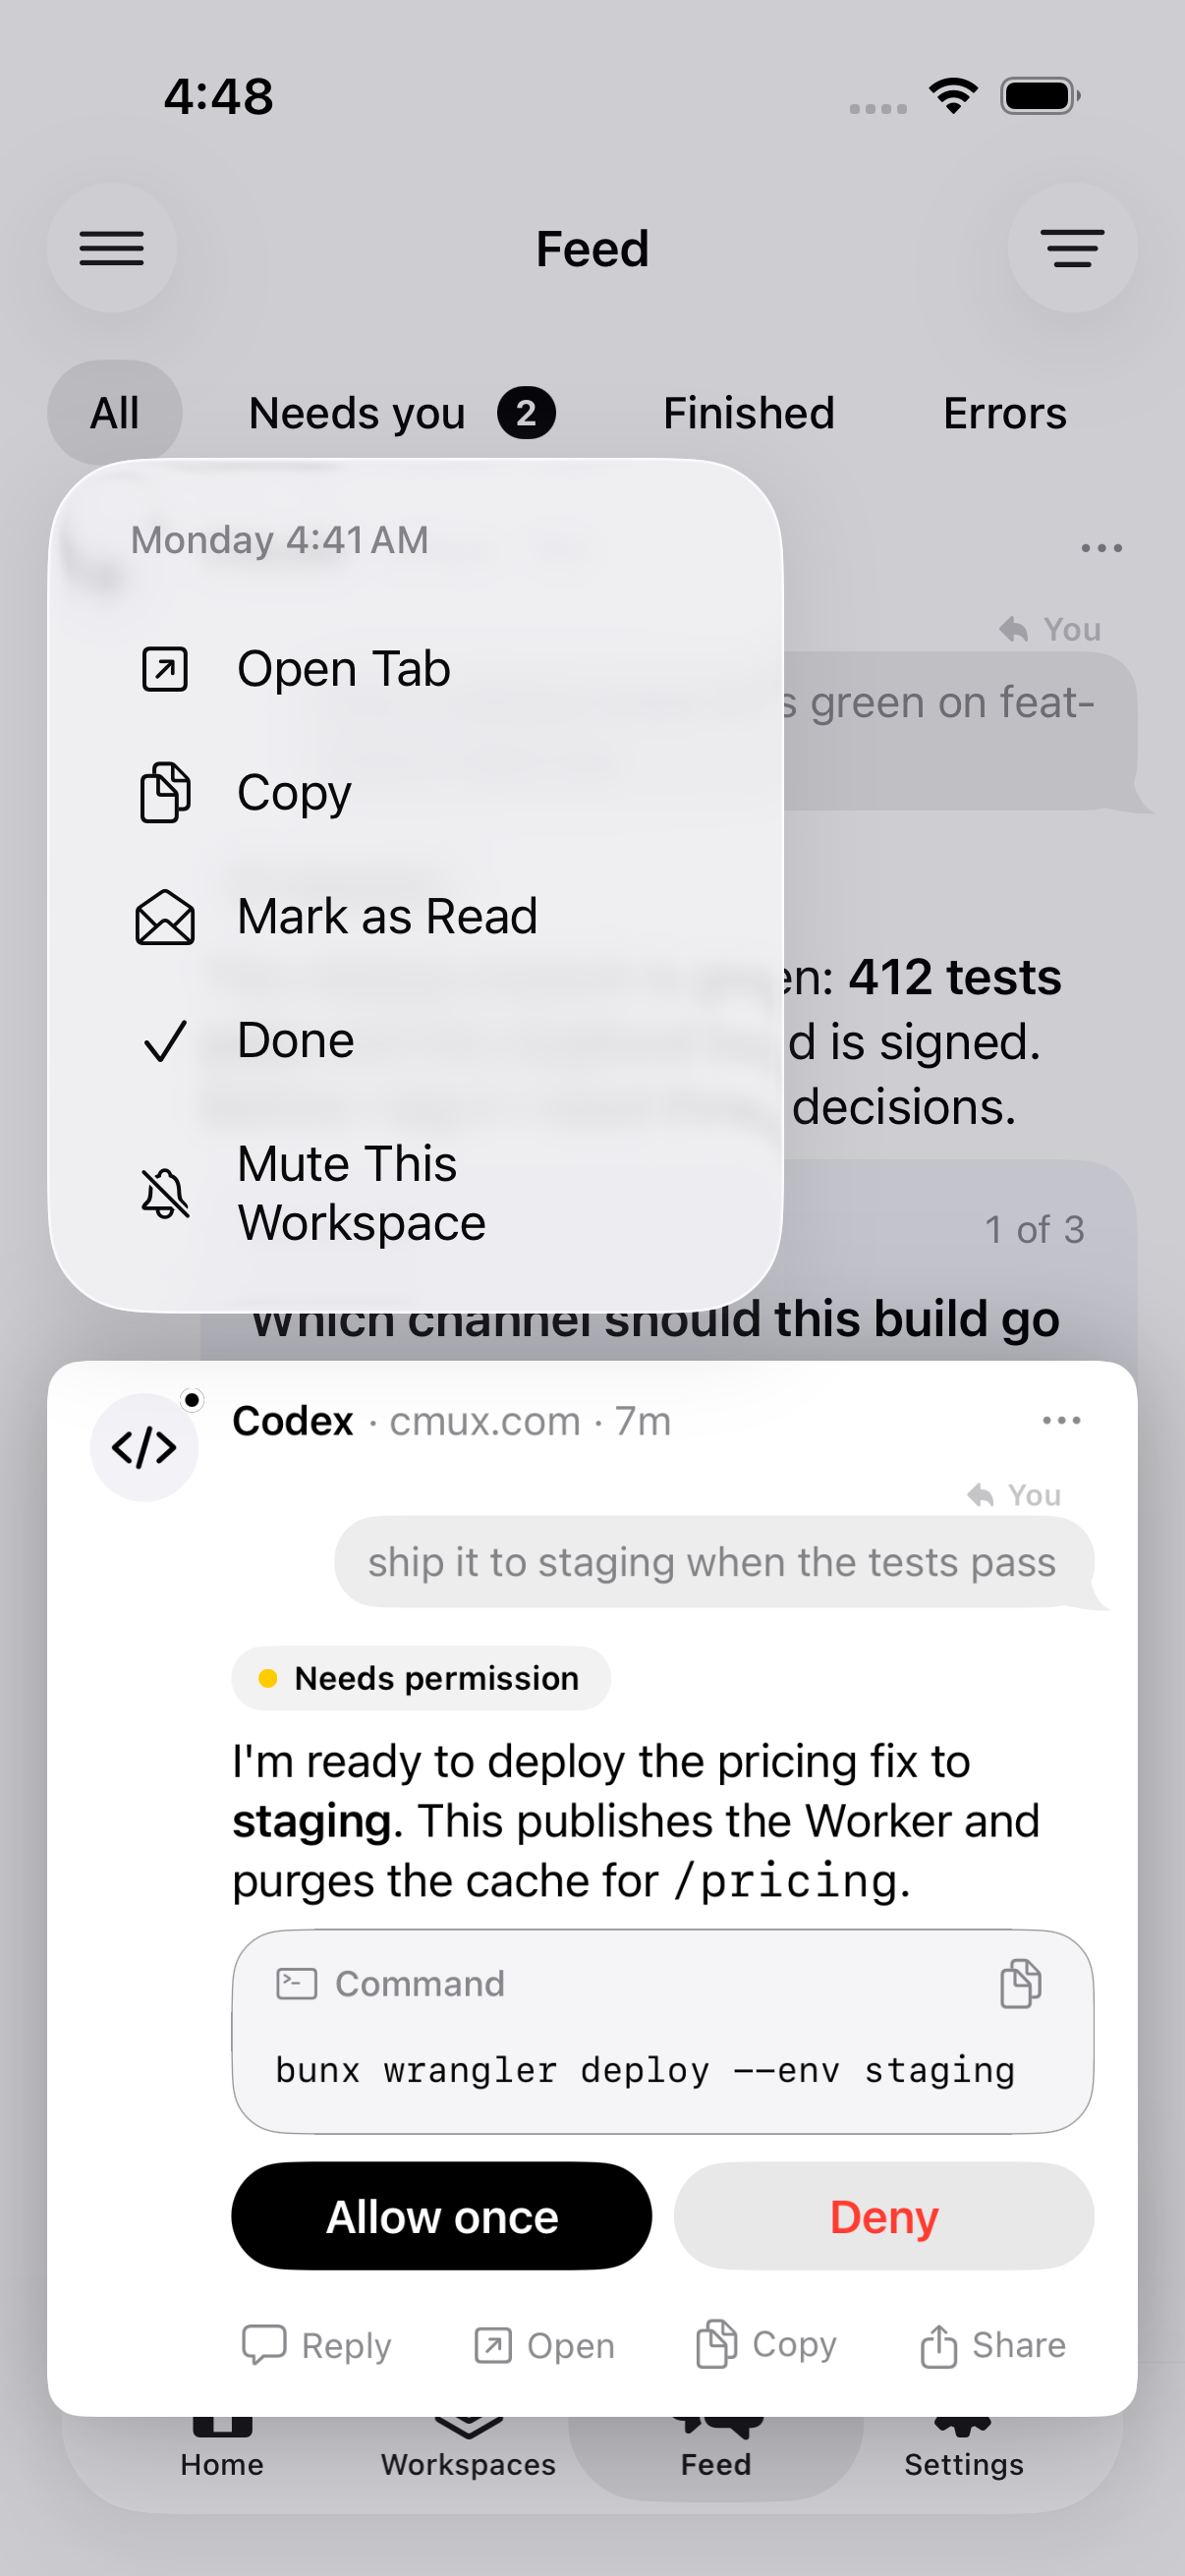 4:48
Feed
All
Needs you 2
Finished
Errors
Monday 4:41 AM
Open Tab
Copy
Mark as Read
Done
Mute This
Workspace
You
s green on feat-
en: 412 tests
d is signed.
decisions.
1 of 3
Which channel should this build go
Codex · cmux.com · 7m
You
ship it to staging when the tests pass
Needs permission
I'm ready to deploy the pricing fix to
staging. This publishes the Worker and
purges the cache for /pricing.
Command
bunx wrangler deploy --env staging
Allow once
Deny
Reply
Open
Copy
Share
Home
Workspaces
Feed
Settings